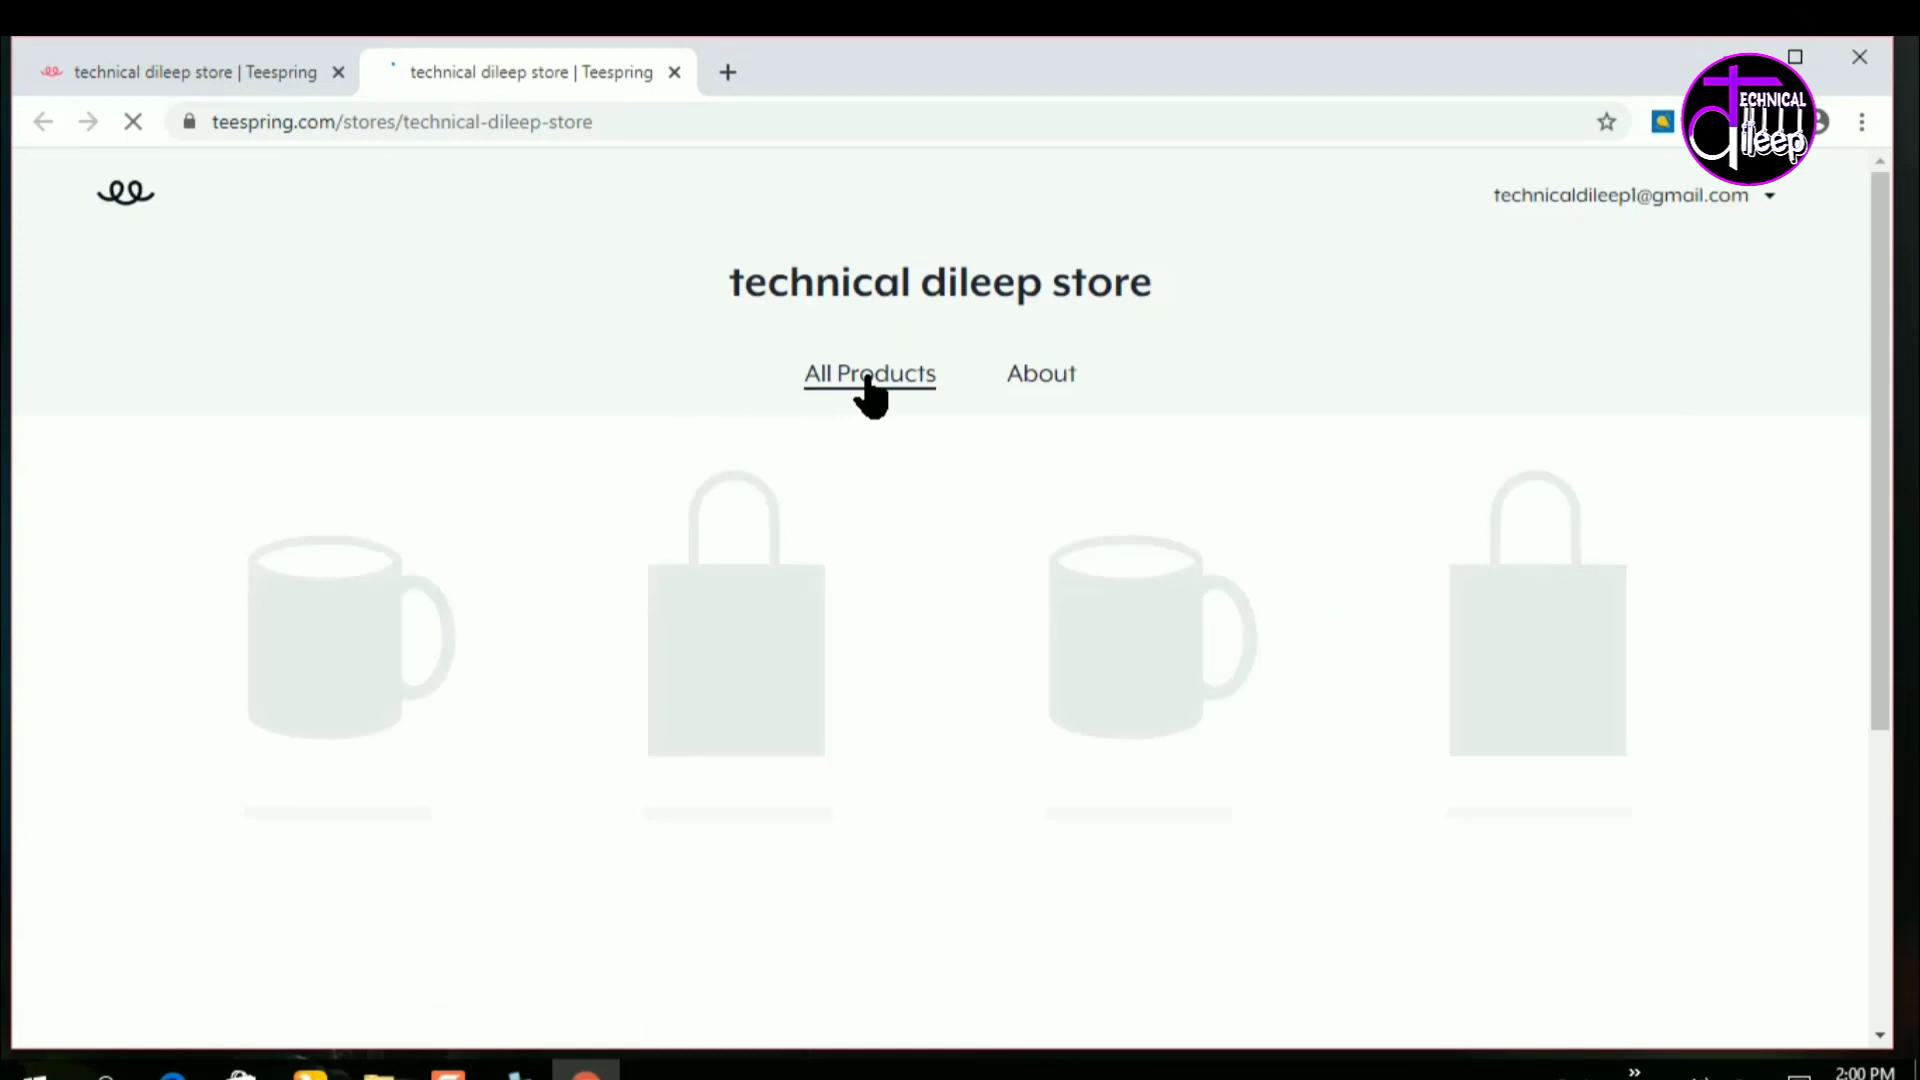 technical dileep store | Teespring
technical dileep store | Teespring
teespring.com/stores/technical-dileep-store
TECHNICAL
dileep
technicaldileep1@gmail.com
technical dileep store
All Products
About
2:00 PM